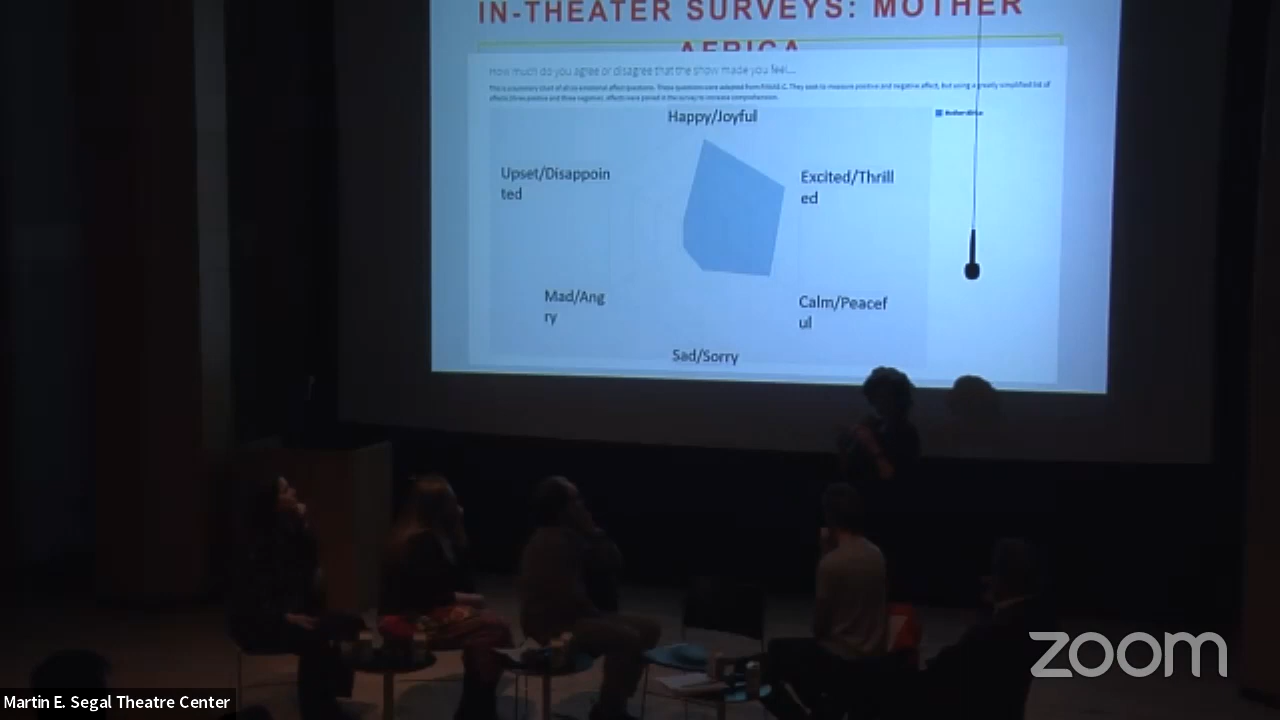 IN-THEATER SURVEYS: MOTHER
AFRICA
How much do you agree or disagree that the show made you feel...
Happy/Joyful
Upset/Disappoin
ted
Excited/Thrill
ed
Mad/Ang
ry
Calm/Peacef
ul
Sad/Sorry
zoom
Martin E. Segal Theatre Center